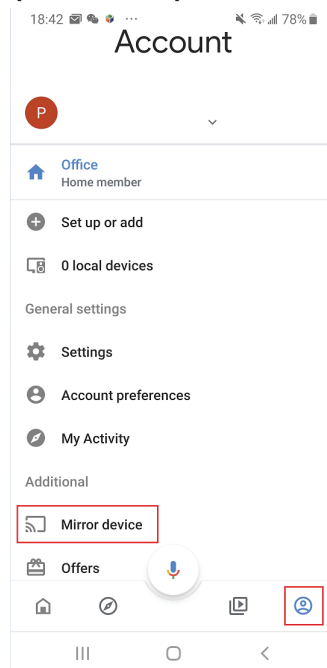 18:42 78%
Account
P
Office
Home member
Set up or add
0 local devices
General settings
Settings
Account preferences
My Activity
Additional
Mirror device
Offers